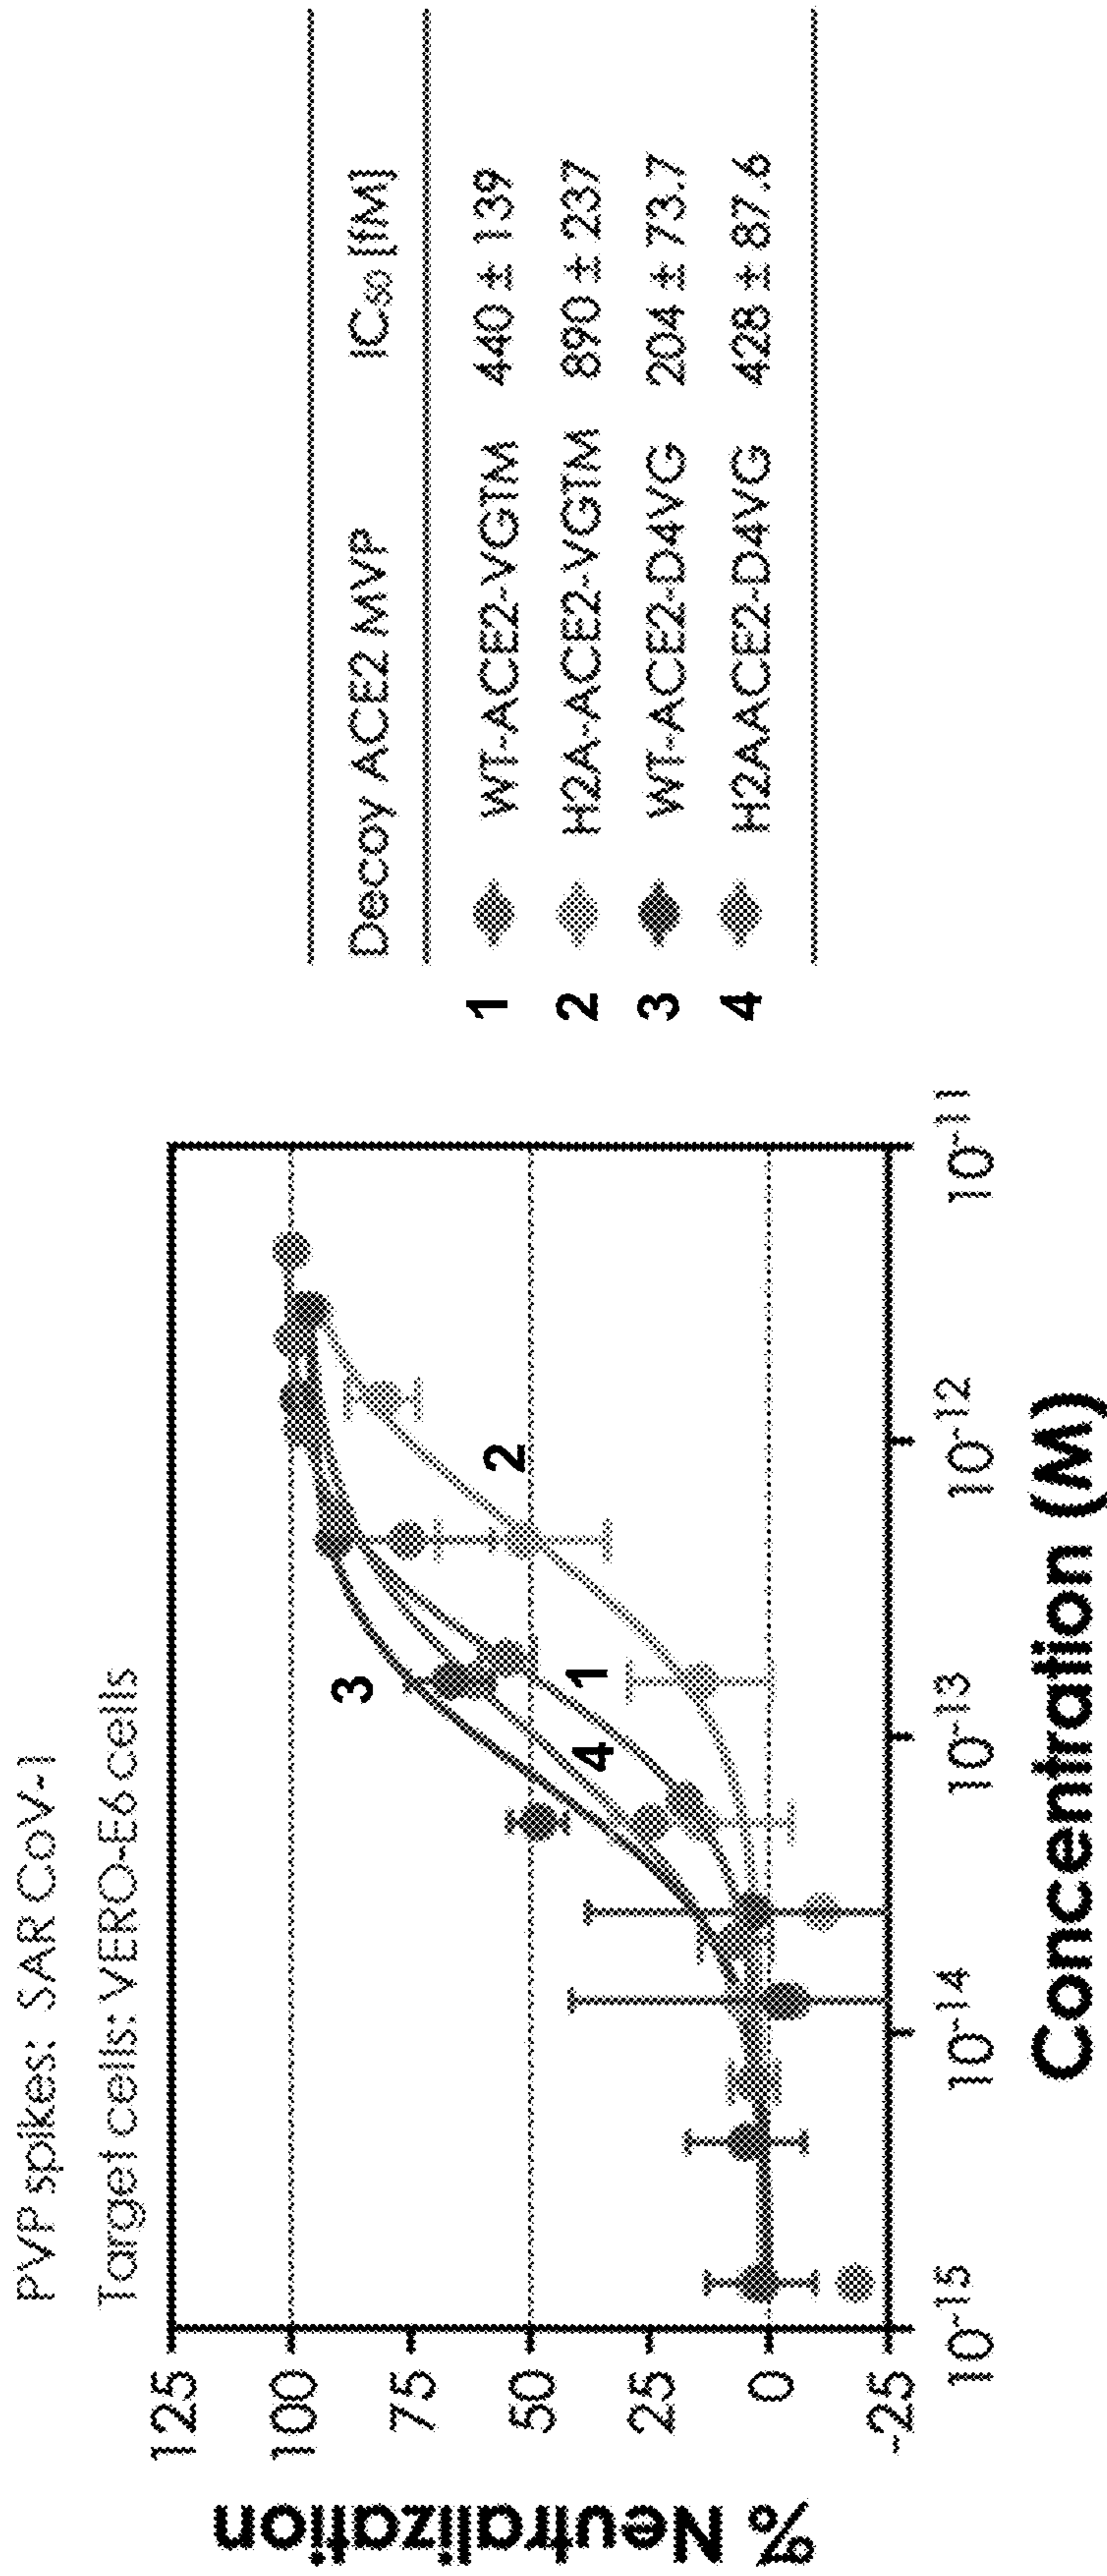 PVP spikes: SAR CoV-1
Target cells: VERO-E6 cells
% Neutralization
125
100
75
50
25
0
-25
3
4
1
2
10-15
10-14
10-13
10-12
10-11
Concentration (M)
Decoy ACE2 MVP IC50 [fM]
1 WT-ACE2-VGTM 440 ± 139
2 H2A-ACE2-VGTM 890 ± 237
3 WT-ACE2-D4VG 204 ± 73.7
4 H2AACE2-D4VG 428 ± 87.6